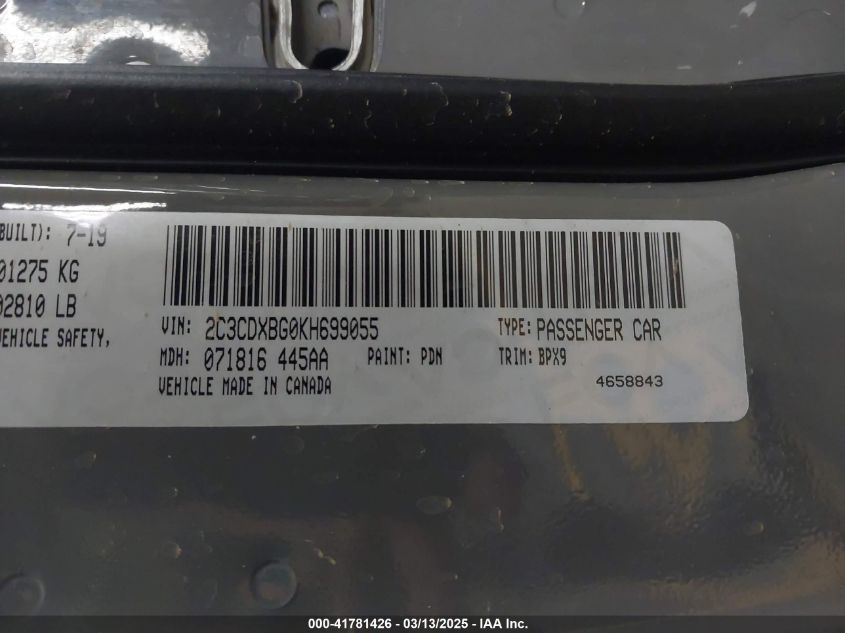 BUILT): 7-19
01275 KG
02810 LB
VEHICLE SAFETY,
VIN: 2C3CDXBG0KH699055 TYPE: PASSENGER CAR
MDH: 071816 445AA PAINT: PDN TRIM: BPX9
VEHICLE MADE IN CANADA 4658843
000-41781426 - 03/13/2025 - IAA Inc.